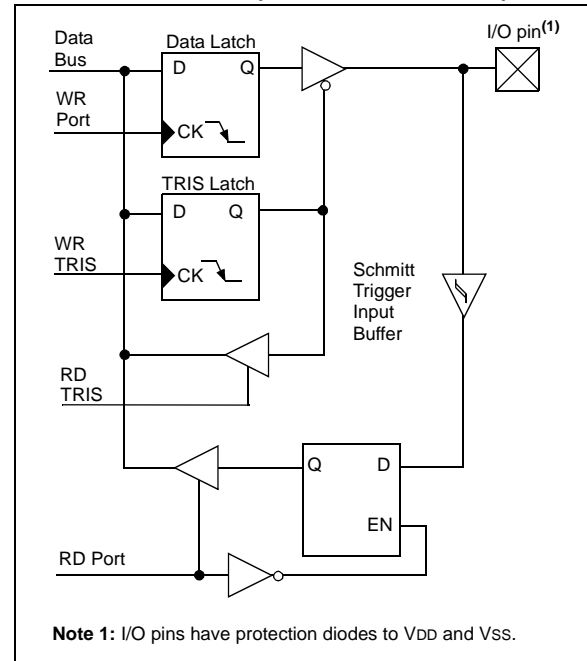 Data
Bus
Data Latch
I/O pin(1)
D
Q
WR
Port
CK
TRIS Latch
D
Q
WR
TRIS
CK
Schmitt
Trigger
Input
Buffer
RD
TRIS
Q
D
EN
RD Port
Note 1: I/O pins have protection diodes to VDD and VSS.